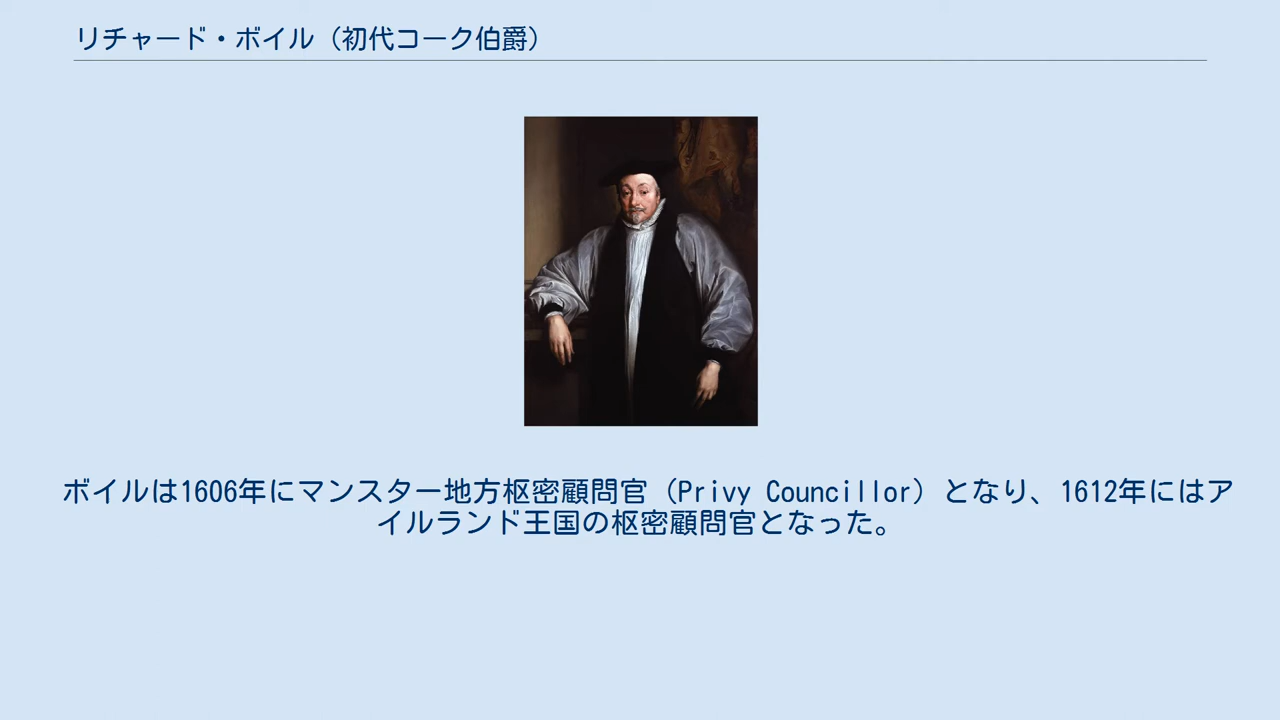 リチャード・ボイル（初代コーク伯爵）
ボイルは1606年にマンスター地方枢密顧問官（Privy Councillor）となり、1612年にはア
イルランド王国の枢密顧問官となった。